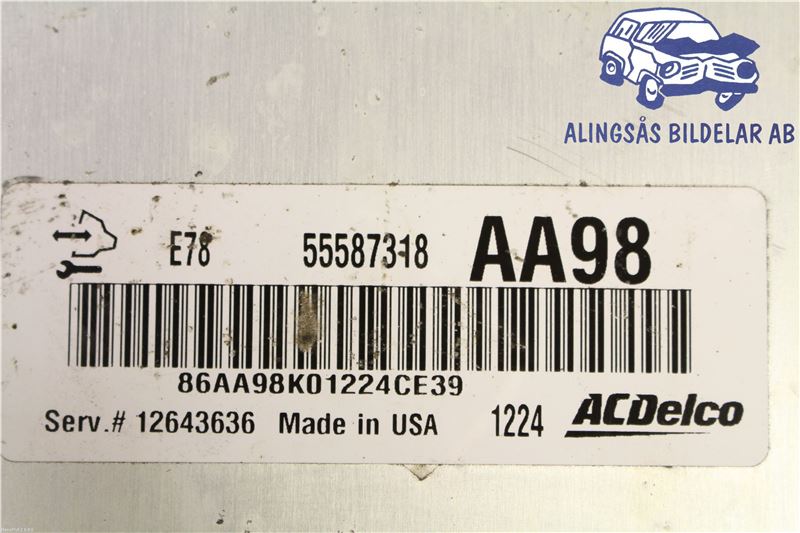 ALINGSÅS BILDELAR AB
E78 55587318 AA98
86AA98K01224CE39
Serv.# 12643636 Made in USA 1224 ACDelco